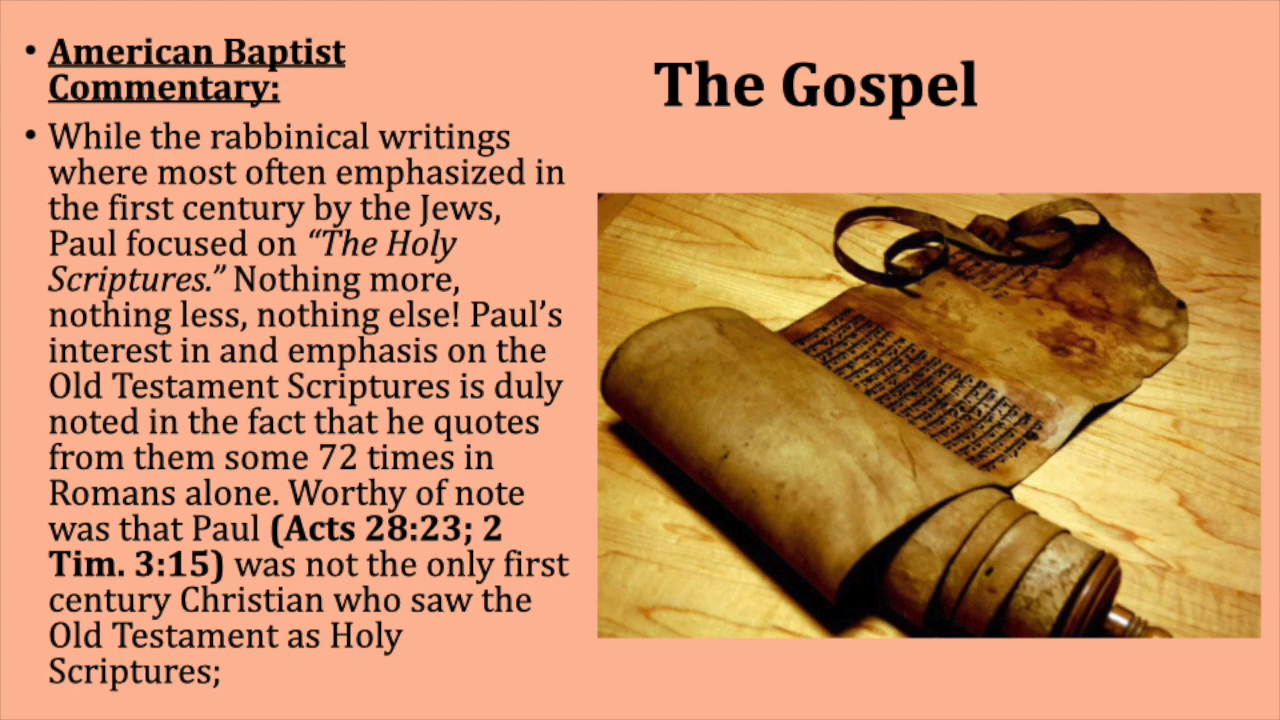 • American Baptist
Commentary:
• While the rabbinical writings
where most often emphasized in
the first century by the Jews,
Paul focused on “The Holy
Scriptures.” Nothing more,
nothing less, nothing else! Paul’s
interest in and emphasis on the
Old Testament Scriptures is duly
noted in the fact that he quotes
from them some 72 times in
Romans alone. Worthy of note
was that Paul (Acts 28:23; 2
Tim. 3:15) was not the only first
century Christian who saw the
Old Testament as Holy
Scriptures;
The Gospel